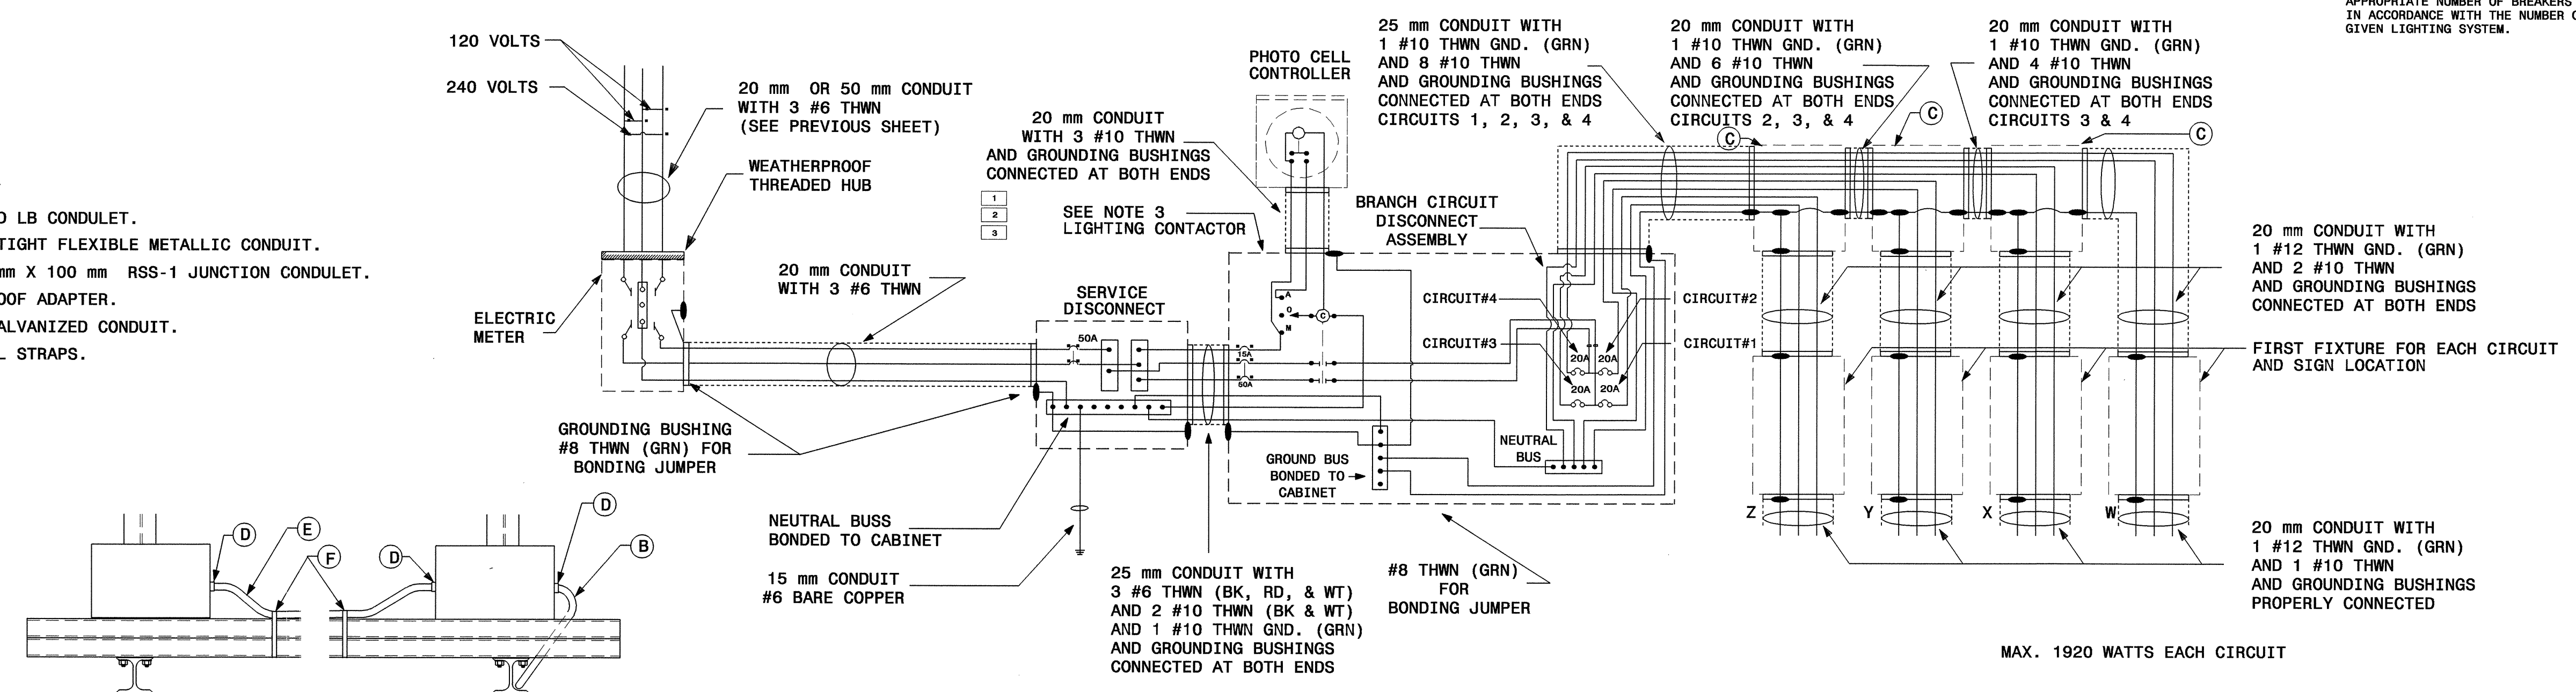 APPROPRIATE NUMBER OF BREAKERS
IN ACCORDANCE WITH THE NUMBER
GIVEN LIGHTING SYSTEM.
120 VOLTS
240 VOLTS
20 mm OR 50 mm CONDUIT
WITH 3 #6 THWN
(SEE PREVIOUS SHEET)
WEATHERPROOF
THREADED HUB
LB CONDULET.
TIGHT FLEXIBLE METALLIC CONDUIT.
mm X 100 mm RSS-1 JUNCTION CONDULET.
OOF ADAPTER.
ALVANIZED CONDUIT.
L STRAPS.
ELECTRIC
METER
20 mm CONDUIT
WITH 3 #6 THWN
GROUNDING BUSHING
#8 THWN (GRN) FOR
BONDING JUMPER
SERVICE
DISCONNECT
50A
NEUTRAL BUSS
BONDED TO CABINET
15 mm CONDUIT
#6 BARE COPPER
20 mm CONDUIT
WITH 3 #10 THWN
AND GROUNDING BUSHINGS
CONNECTED AT BOTH ENDS
1
2
3
SEE NOTE 3
LIGHTING CONTACTOR
PHOTO CELL
CONTROLLER
A
O
M
C
15A
50A
25 mm CONDUIT WITH
3 #6 THWN (BK, RD, & WT)
AND 2 #10 THWN (BK & WT)
AND 1 #10 THWN GND. (GRN)
AND GROUNDING BUSHINGS
CONNECTED AT BOTH ENDS
GROUND BUS
BONDED TO
CABINET
#8 THWN (GRN)
FOR
BONDING JUMPER
BRANCH CIRCUIT
DISCONNECT
ASSEMBLY
CIRCUIT#4
CIRCUIT#2
CIRCUIT#3
CIRCUIT#1
20A
20A
20A
20A
NEUTRAL
BUS
25 mm CONDUIT WITH
1 #10 THWN GND. (GRN)
AND 8 #10 THWN
AND GROUNDING BUSHINGS
CONNECTED AT BOTH ENDS
CIRCUITS 1, 2, 3, & 4
20 mm CONDUIT WITH
1 #10 THWN GND. (GRN)
AND 6 #10 THWN
AND GROUNDING BUSHINGS
CONNECTED AT BOTH ENDS
CIRCUITS 2, 3, & 4
20 mm CONDUIT WITH
1 #10 THWN GND. (GRN)
AND 4 #10 THWN
AND GROUNDING BUSHINGS
CONNECTED AT BOTH ENDS
CIRCUITS 3 & 4
C
C
C
20 mm CONDUIT WITH
1 #12 THWN GND. (GRN)
AND 2 #10 THWN
AND GROUNDING BUSHINGS
CONNECTED AT BOTH ENDS
FIRST FIXTURE FOR EACH CIRCUIT
AND SIGN LOCATION
Z
Y
X
W
20 mm CONDUIT WITH
1 #12 THWN GND. (GRN)
AND 1 #10 THWN
AND GROUNDING BUSHINGS
PROPERLY CONNECTED
MAX. 1920 WATTS EACH CIRCUIT
D
E
F
D
D
B